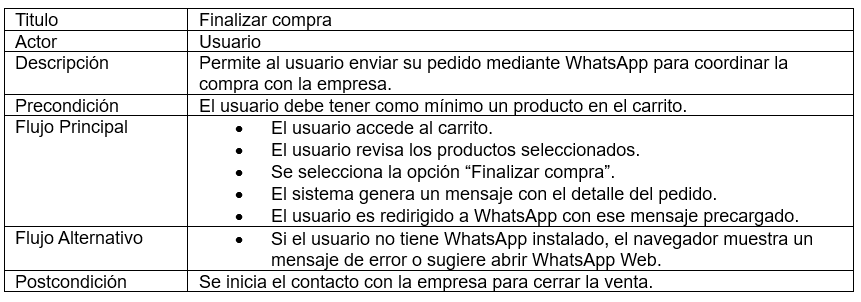 Titulo Finalizar compra
Actor Usuario
Descripción Permite al usuario enviar su pedido mediante WhatsApp para coordinar la
compra con la empresa.
Precondición El usuario debe tener como mínimo un producto en el carrito.
Flujo Principal • El usuario accede al carrito.
• El usuario revisa los productos seleccionados.
• Se selecciona la opción “Finalizar compra”.
• El sistema genera un mensaje con el detalle del pedido.
• El usuario es redirigido a WhatsApp con ese mensaje precargado.
Flujo Alternativo • Si el usuario no tiene WhatsApp instalado, el navegador muestra un
mensaje de error o sugiere abrir WhatsApp Web.
Postcondición Se inicia el contacto con la empresa para cerrar la venta.